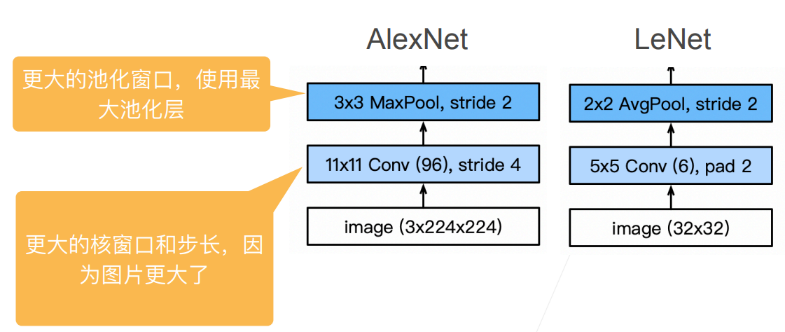 AlexNet
LeNet
更大的池化窗口，使用最
大池化层
3x3 MaxPool, stride 2
2x2 AvgPool, stride 2
11x11 Conv (96), stride 4
5x5 Conv (6), pad 2
更大的核窗口和步长，因
为图片更大了
image (3x224x224)
image (32x32)